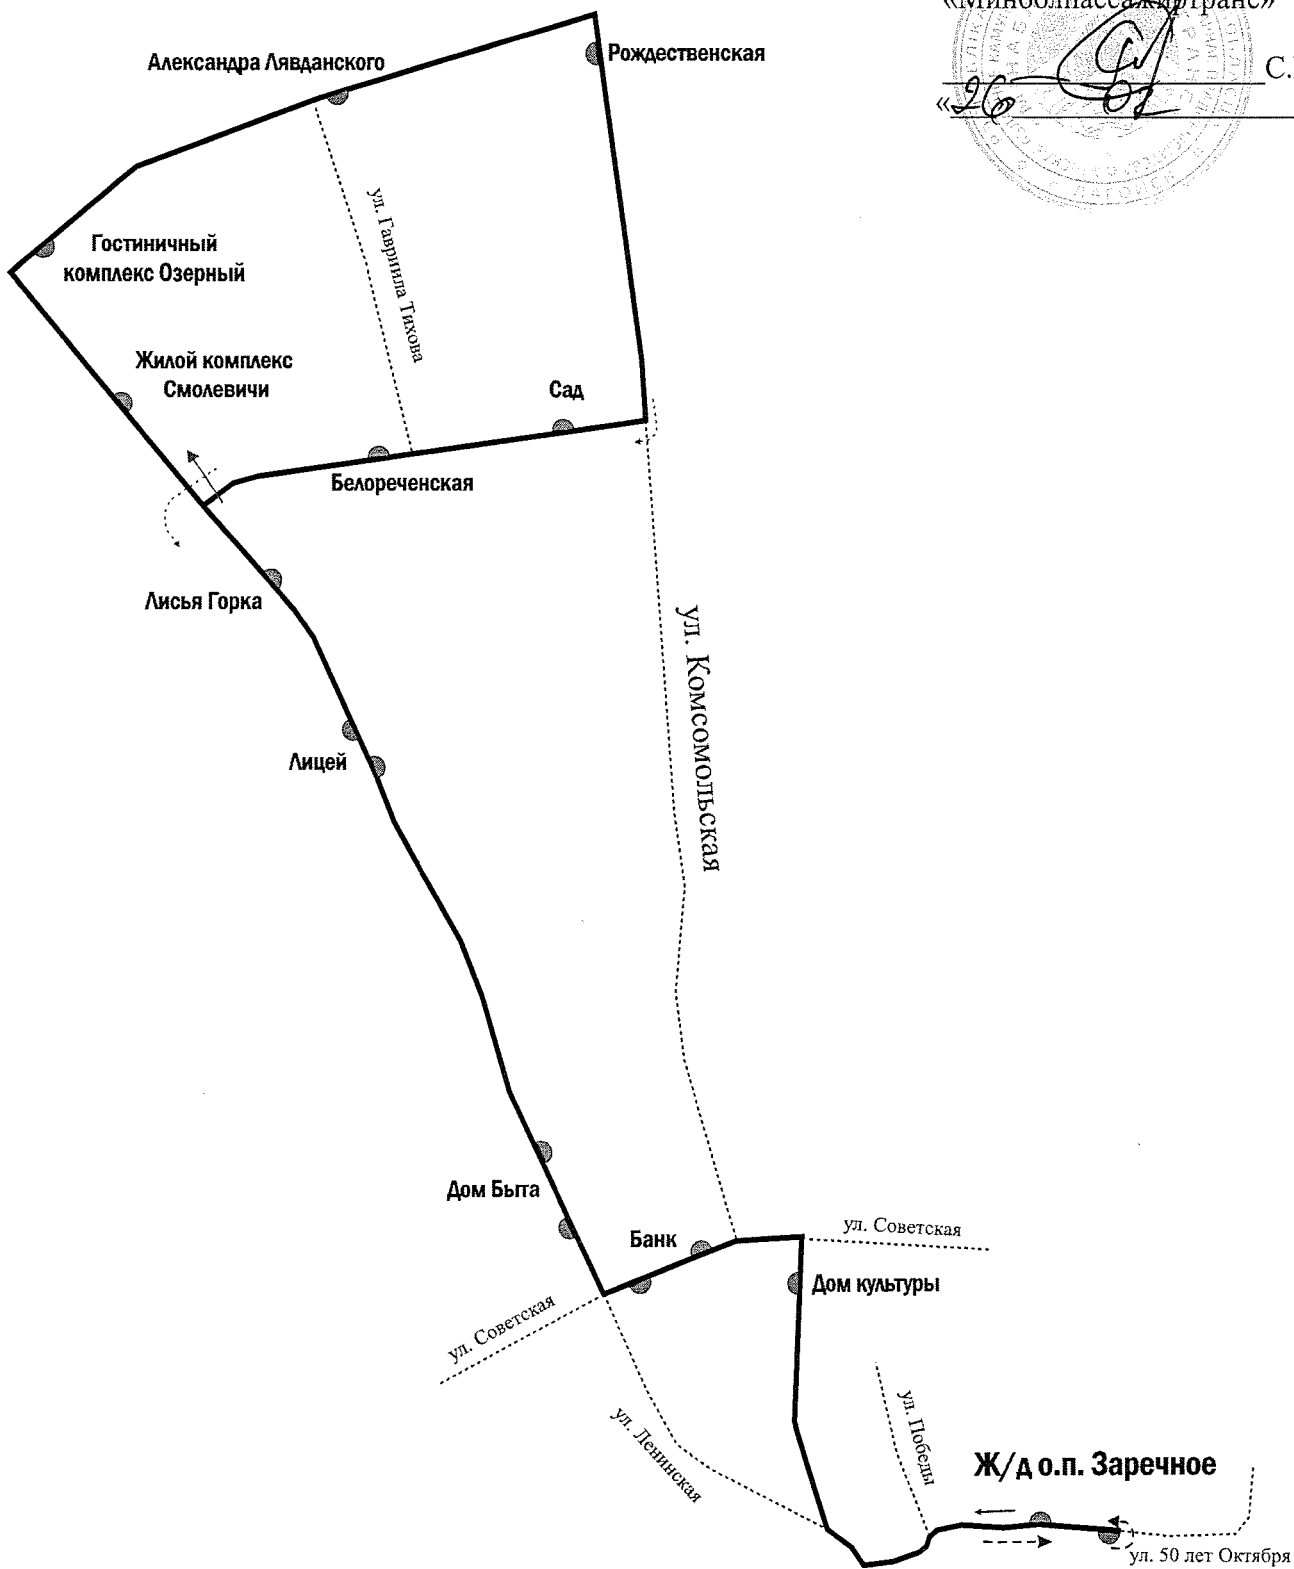 «Миноблпассажиртранс»
С.
«26 02
Александра Лявданского
Рождественская
ул. Гавриила Тихова
Гостиничный
комплекс Озерный
Жилой комплекс
Смолевичи
Сад
Белореченская
Лисья Горка
ул. Комсомольская
Лицей
Дом Быта
Банк
ул. Советская
Дом культуры
ул. Советская
ул. Ленинская
ул. Победы
Ж/д о.п. Заречное
ул. 50 лет Октября